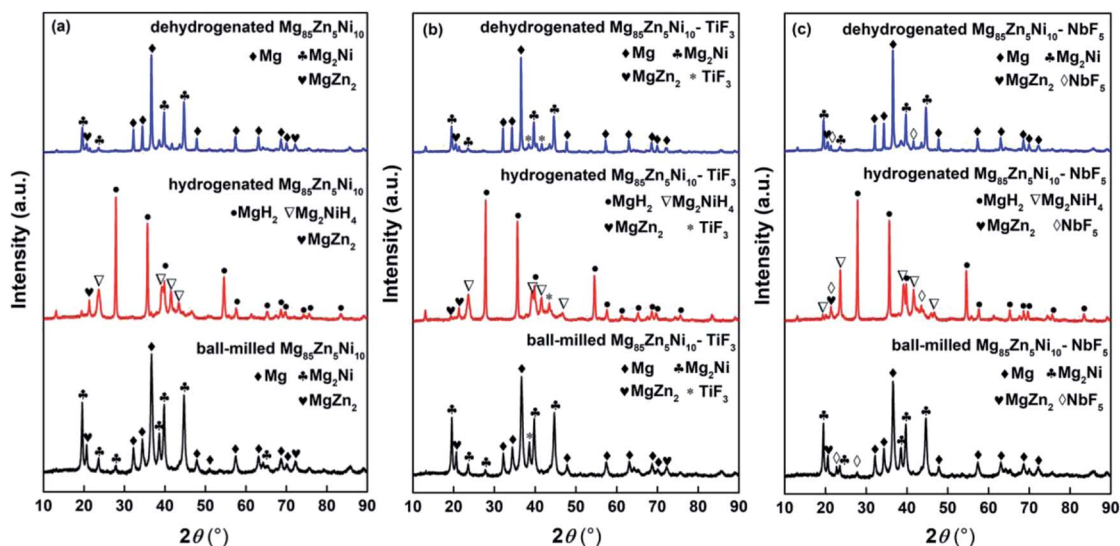 (a)
dehydrogenated Mg₈₅Zn₅Ni₁₀
♦Mg ♣Mg₂Ni
♥MgZn₂
hydrogenated Mg₈₅Zn₅Ni₁₀
●MgH₂ ▽Mg₂NiH₄
♥MgZn₂
ball-milled Mg₈₅Zn₅Ni₁₀
♦Mg ♣Mg₂Ni
♥MgZn₂
Intensity (a.u.)
10 20 30 40 50 60 70 80 90
2θ (°)
(b)
dehydrogenated Mg₈₅Zn₅Ni₁₀- TiF₃
♦Mg ♣Mg₂Ni
♥MgZn₂ * TiF₃
hydrogenated Mg₈₅Zn₅Ni₁₀- TiF₃
●MgH₂ ▽Mg₂NiH₄
♥MgZn₂ * TiF₃
ball-milled Mg₈₅Zn₅Ni₁₀- TiF₃
♦Mg ♣Mg₂Ni
♥MgZn₂ * TiF₃
Intensity (a.u.)
10 20 30 40 50 60 70 80 90
2θ (°)
(c)
dehydrogenated Mg₈₅Zn₅Ni₁₀- NbF₅
♦Mg ♣Mg₂Ni
♥MgZn₂ ◊NbF₅
hydrogenated Mg₈₅Zn₅Ni₁₀- NbF₅
●MgH₂ ▽Mg₂NiH₄
♥MgZn₂ ◊NbF₅
ball-milled Mg₈₅Zn₅Ni₁₀- NbF₅
♦Mg ♣Mg₂Ni
♥MgZn₂ ◊NbF₅
Intensity (a.u.)
10 20 30 40 50 60 70 80 90
2θ (°)